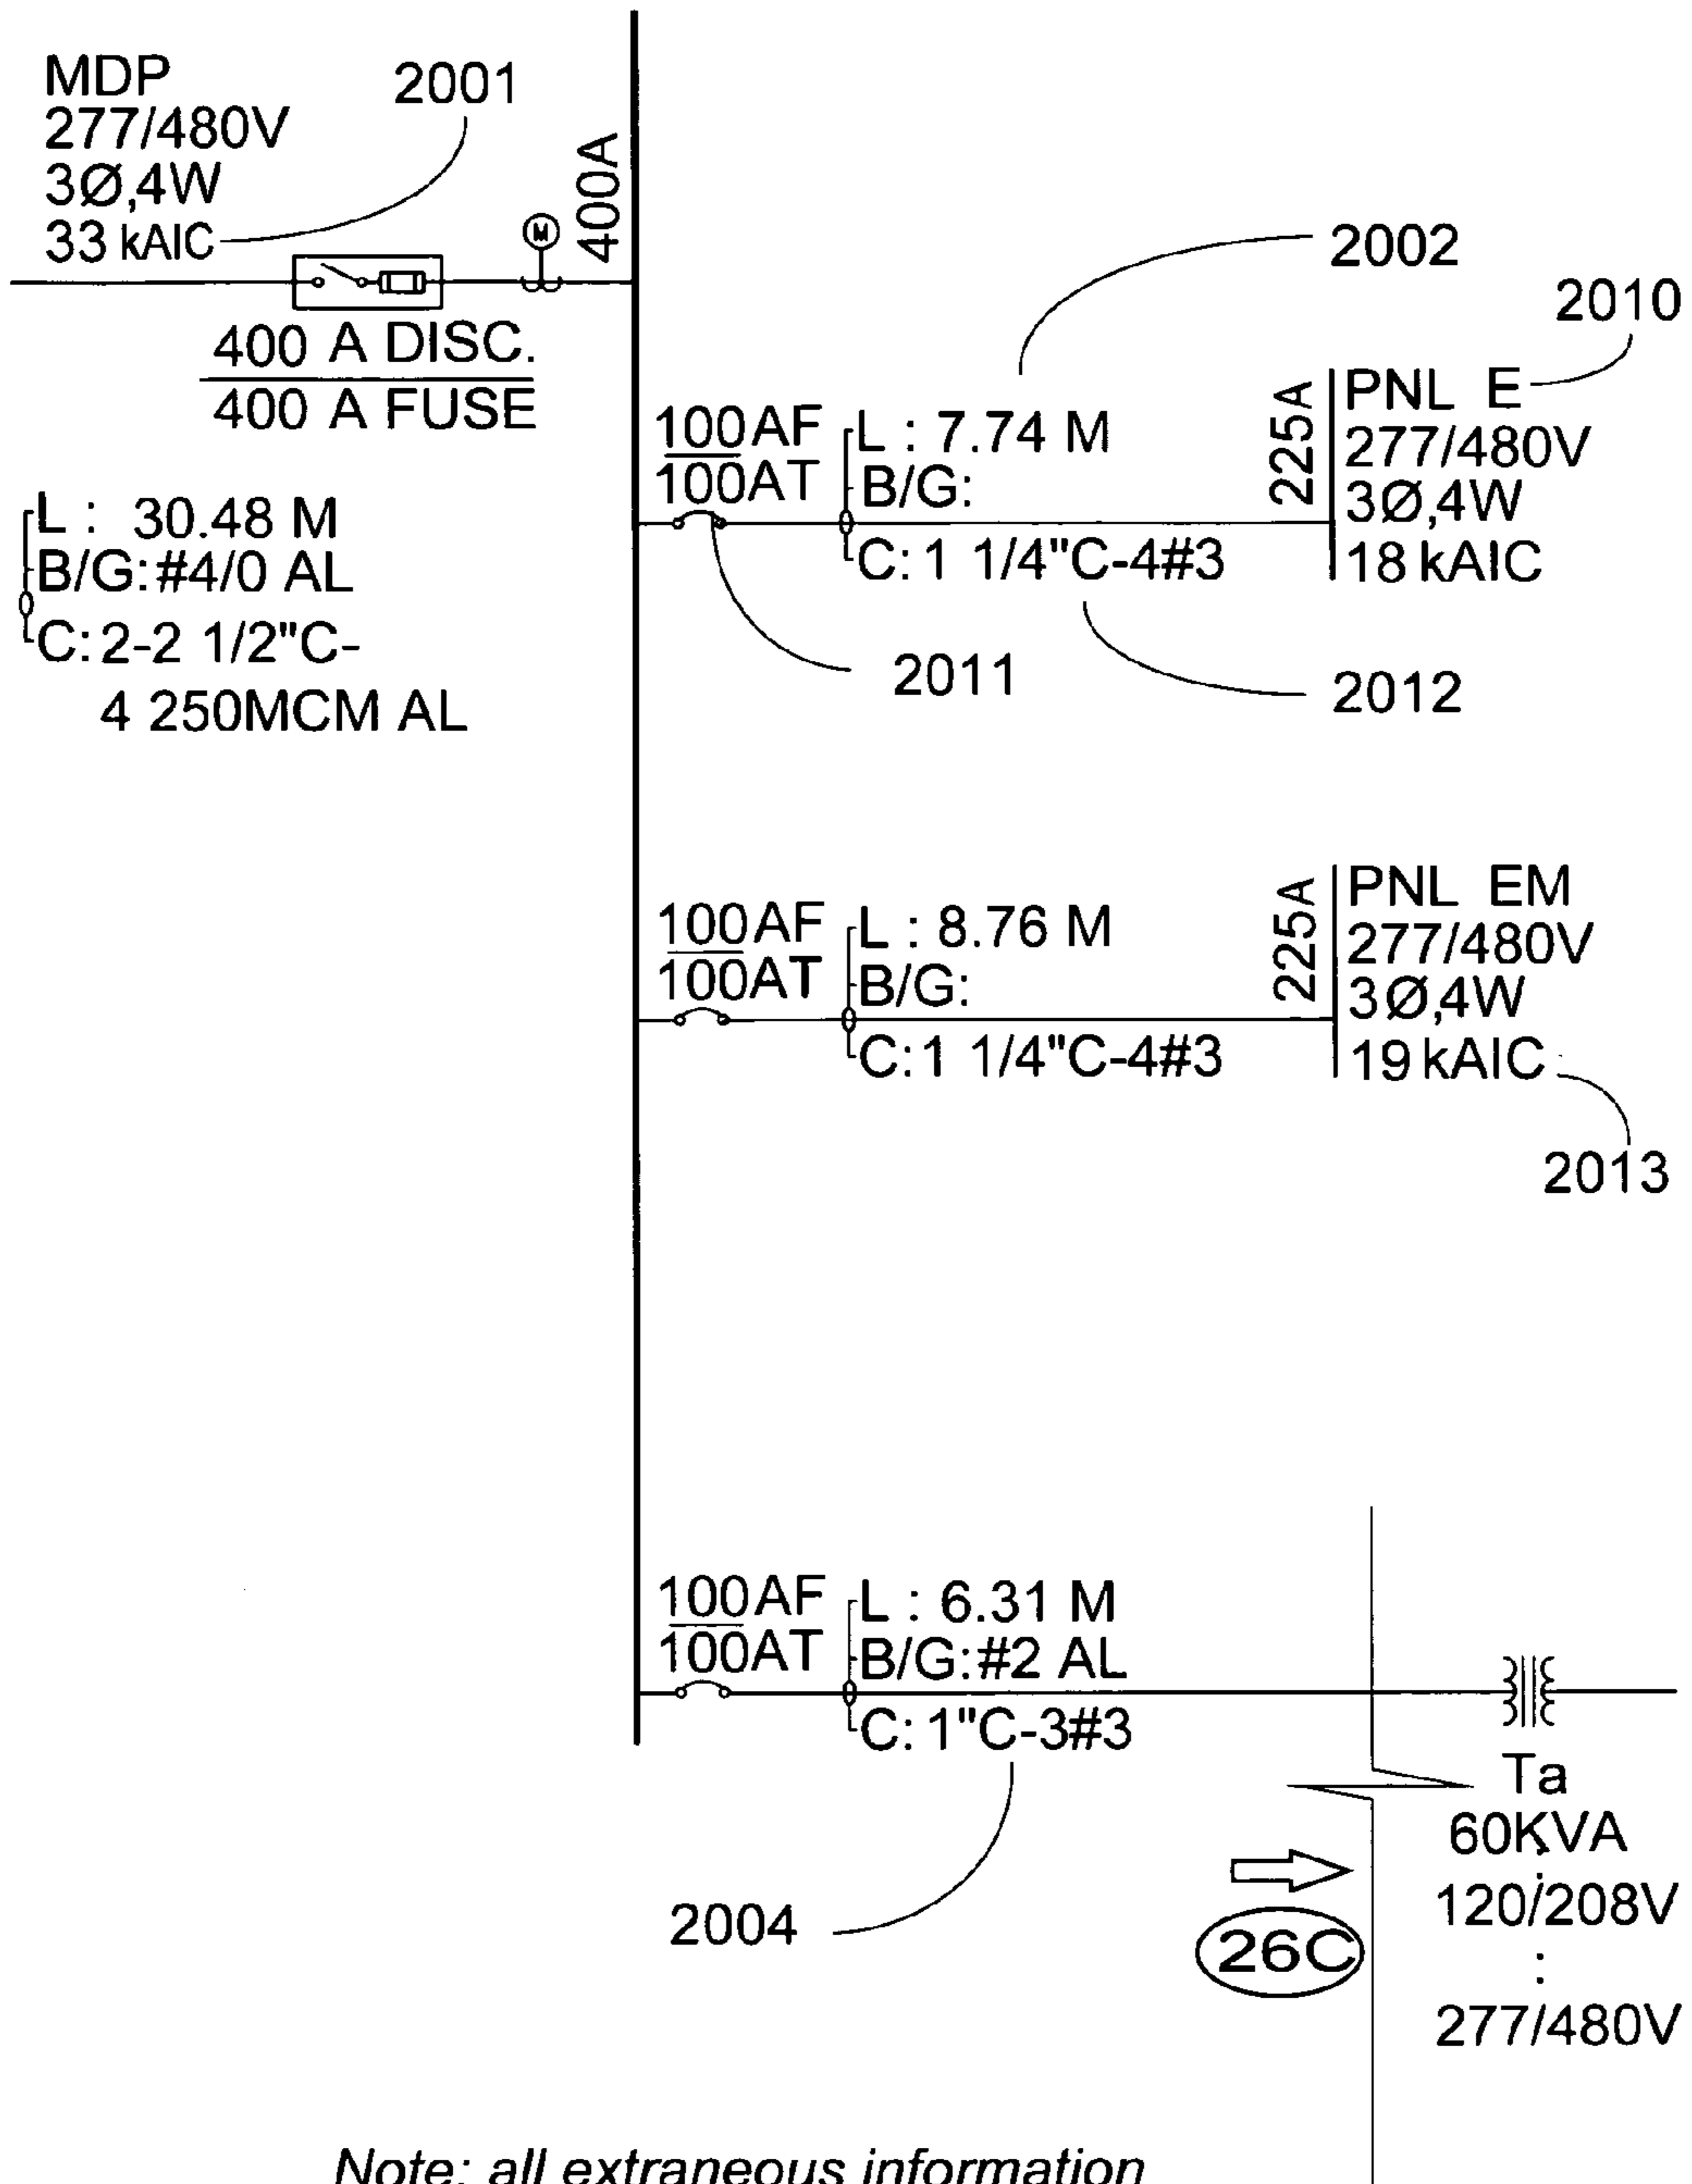 MDP
277/480V
3Ø,4W
33 kAIC
2001
M
400A
400 A DISC.
400 A FUSE
L : 30.48 M
B/G:#4/0 AL
C:2-2 1/2"C-
4 250MCM AL
2002
2010
100AF
100AT
L : 7.74 M
B/G:
C:1 1/4"C-4#3
225A
PNL E
277/480V
3Ø,4W
18 kAIC
2011
2012
100AF
100AT
L : 8.76 M
B/G:
C:1 1/4"C-4#3
225A
PNL EM
277/480V
3Ø,4W
19 kAIC
2013
100AF
100AT
L : 6.31 M
B/G:#2 AL
C:1"C-3#3
2004
Ta
60KVA
:
120/208V
:
277/480V
26C
Note: all extraneous information